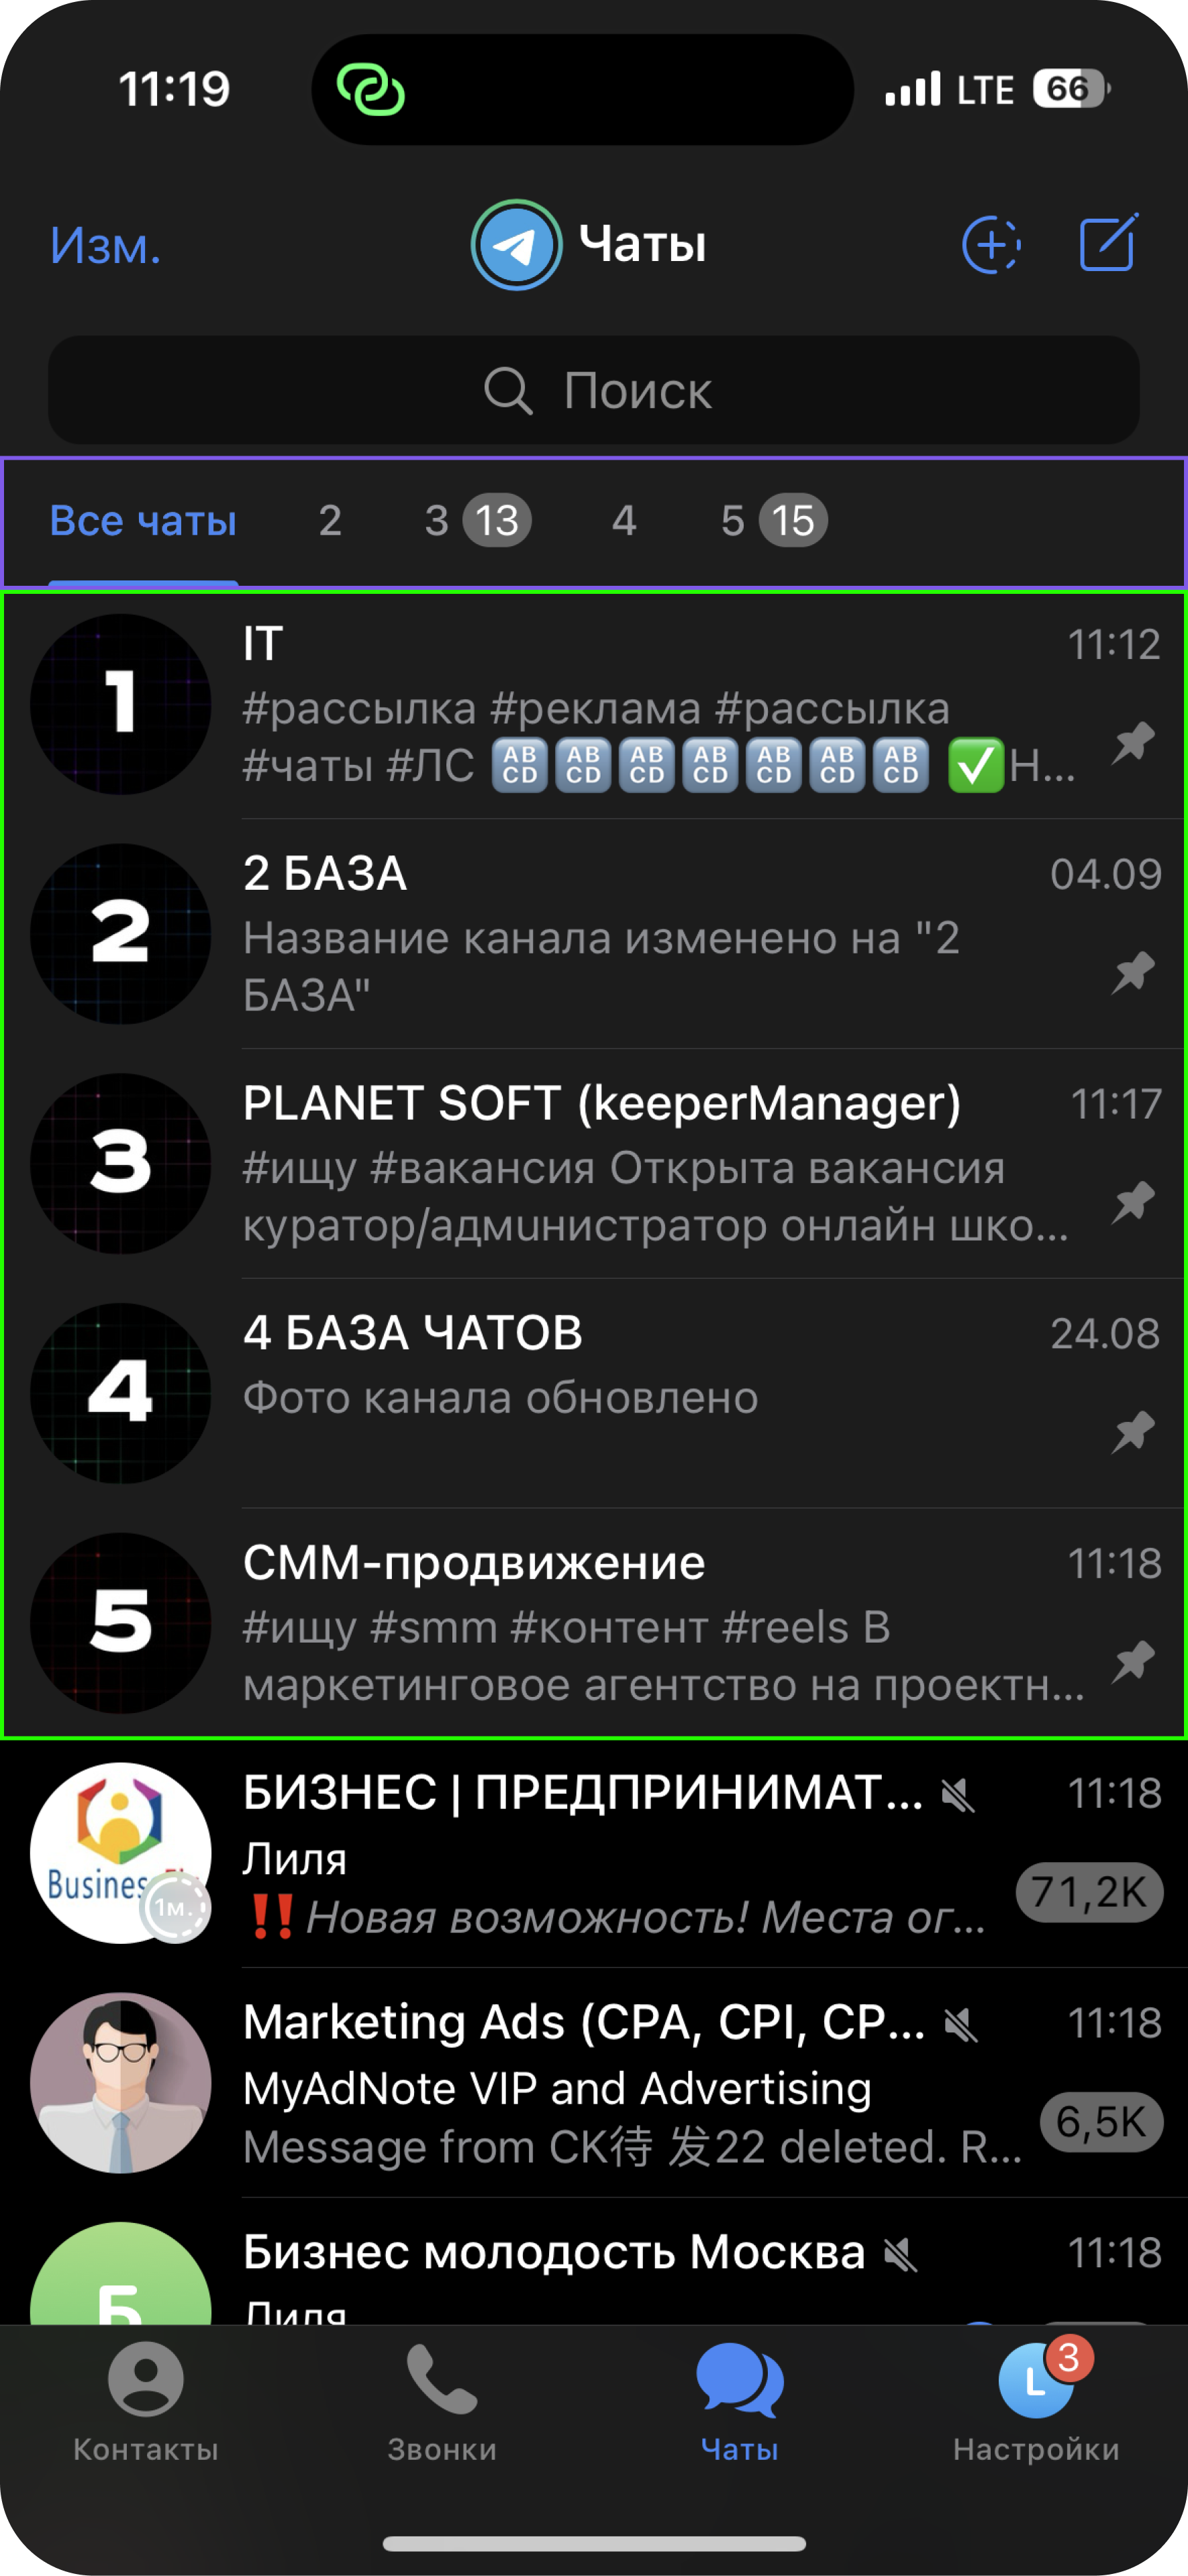 11:19
LTE 66
Изм.
Чаты
Поиск
Все чаты 2 3 13 4 5 15
1
IT
11:12
#рассылка #реклама #рассылка
#чаты #ЛС 🔠🔠🔠🔠🔠🔠🔠 ✅Н...
2
2 БАЗА
04.09
Название канала изменено на "2
БАЗА"
3
PLANET SOFT (keeperManager)
11:17
#ищу #вакансия Открыта вакансия
куратор/администратор онлайн шко...
4
4 БАЗА ЧАТОВ
24.08
Фото канала обновлено
5
СММ-продвижение
11:18
#ищу #smm #контент #reels В
маркетинговое агентство на проектн...
БИЗНЕС | ПРЕДПРИНИМАТ...
11:18
Busines
1м.
Лиля
‼️Новая возможность! Места ог...
71,2K
Marketing Ads (CPA, CPI, CP...
11:18
MyAdNote VIP and Advertising
Message from CK待 发22 deleted. R...
6,5K
Б
Бизнес молодость Москва
11:18
Лиля
L
3
Контакты
Звонки
Чаты
Настройки